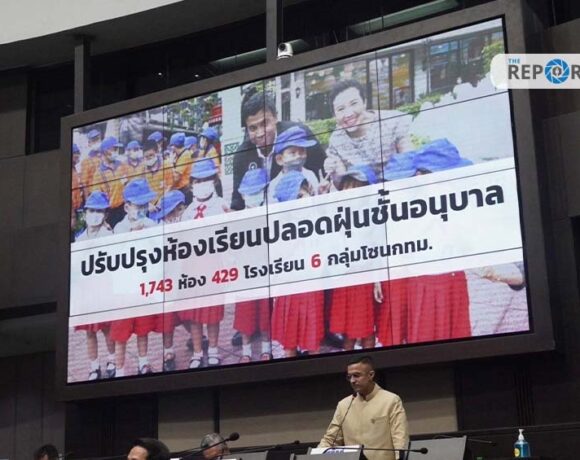 THE
REPOR
ปรับปรุงห้องเรียนปลอดฝุ่นชั้นอนุบาล
1,743 ห้อง 429 โรงเรียน 6 กลุ่มโซนกทม.